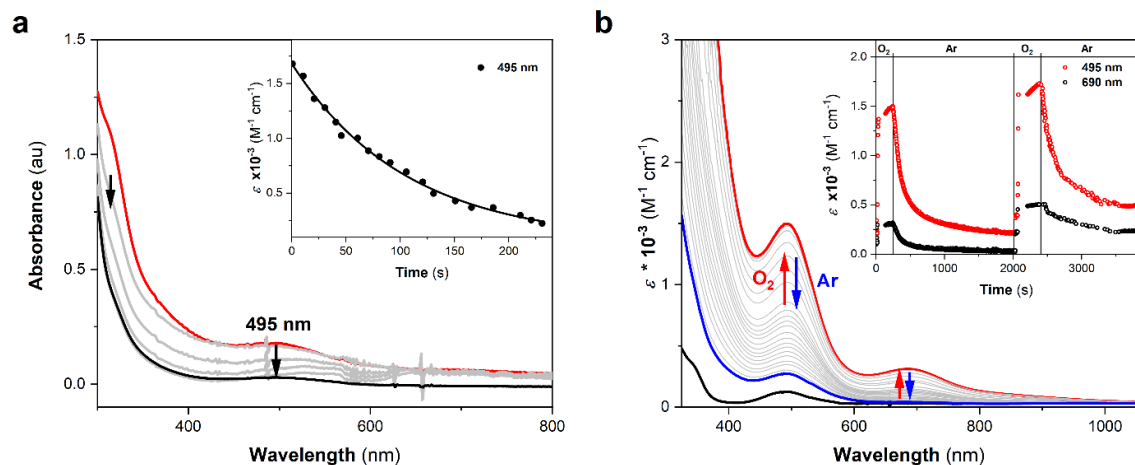 a
1.5
1.0
0.5
0.0
Absorbance (au)
400
600
800
Wavelength (nm)
495 nm
1.5
1.0
0.5
ε x10⁻³ (M⁻¹ cm⁻¹)
0
50
100
150
200
Time (s)
495 nm
b
3
2
1
0
ε * 10⁻³ (M⁻¹ cm⁻¹)
400
600
800
1000
Wavelength (nm)
O₂
Ar
O₂ Ar O₂ Ar
495 nm
690 nm
2.0
1.5
1.0
0.5
0.0
ε x10⁻³ (M⁻¹ cm⁻¹)
0
1000
2000
3000
Time (s)